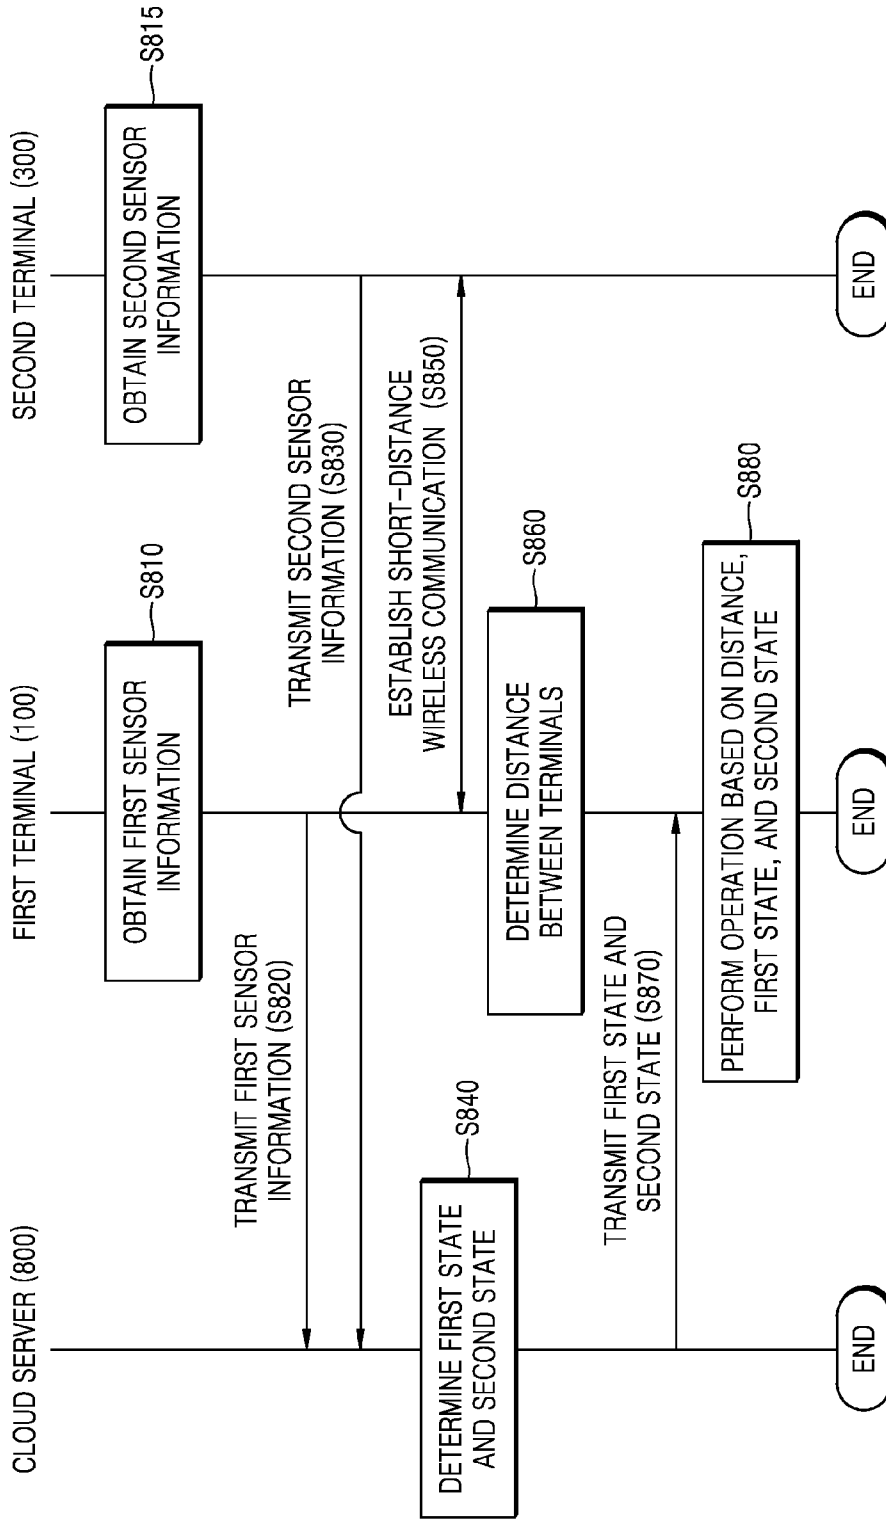 CLOUD SERVER (800)
FIRST TERMINAL (100)
SECOND TERMINAL (300)
OBTAIN FIRST SENSOR
INFORMATION
S810
OBTAIN SECOND SENSOR
INFORMATION
S815
TRANSMIT FIRST SENSOR
INFORMATION (S820)
TRANSMIT SECOND SENSOR
INFORMATION (S830)
DETERMINE FIRST STATE
AND SECOND STATE
S840
ESTABLISH SHORT-DISTANCE
WIRELESS COMMUNICATION (S850)
DETERMINE DISTANCE
BETWEEN TERMINALS
S860
TRANSMIT FIRST STATE AND
SECOND STATE (S870)
PERFORM OPERATION BASED ON DISTANCE,
FIRST STATE, AND SECOND STATE
S880
END
END
END